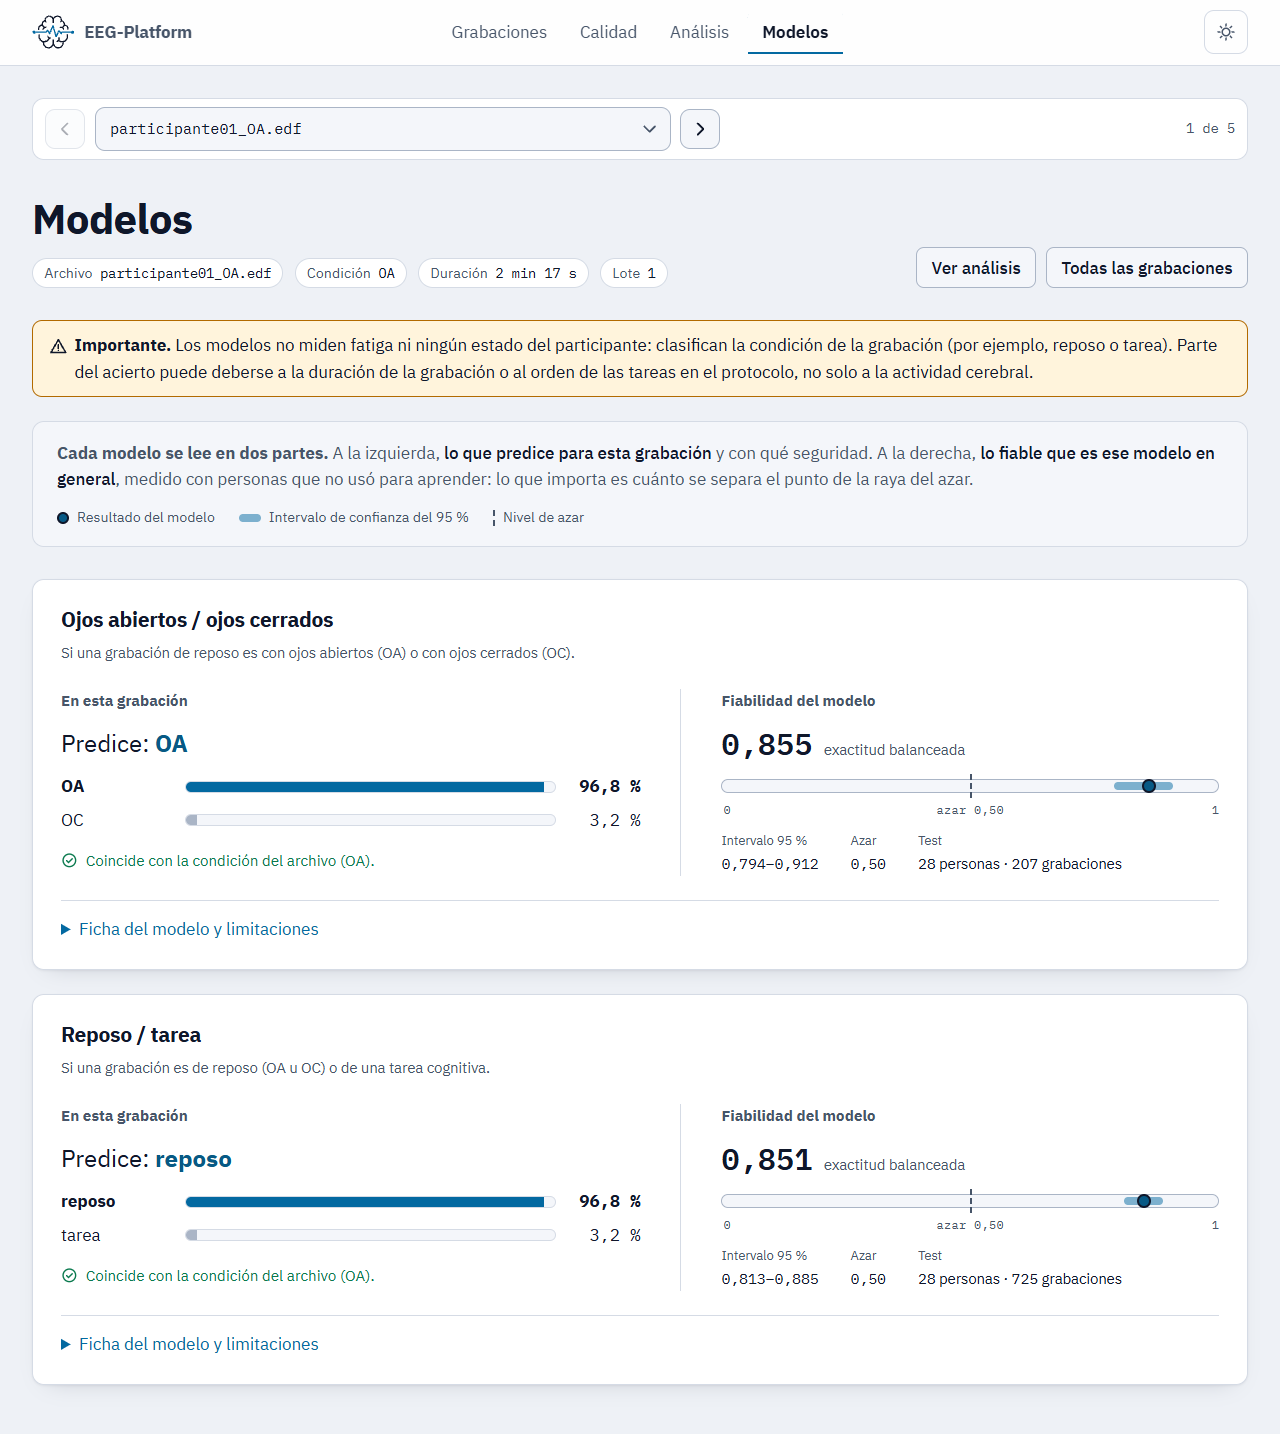 EEG-Platform
Grabaciones
Calidad
Análisis
Modelos
participante01_OA.edf
1 de 5
Modelos
Archivo participante01_OA.edf
Condición OA
Duración 2 min 17 s
Lote 1
Ver análisis
Todas las grabaciones
Importante. Los modelos no miden fatiga ni ningún estado del participante: clasifican la condición de la grabación (por ejemplo, reposo o tarea). Parte
del acierto puede deberse a la duración de la grabación o al orden de las tareas en el protocolo, no solo a la actividad cerebral.
Cada modelo se lee en dos partes. A la izquierda, lo que predice para esta grabación y con qué seguridad. A la derecha, lo fiable que es ese modelo en
general, medido con personas que no usó para aprender: lo que importa es cuánto se separa el punto de la raya del azar.
Resultado del modelo
Intervalo de confianza del 95 %
Nivel de azar
Ojos abiertos / ojos cerrados
Si una grabación de reposo es con ojos abiertos (OA) o con ojos cerrados (OC).
En esta grabación
Predice: OA
OA 96,8 %
OC 3,2 %
Coincide con la condición del archivo (OA).
Fiabilidad del modelo
0,855 exactitud balanceada
0 azar 0,50 1
Intervalo 95 % Azar Test
0,794–0,912 0,50 28 personas · 207 grabaciones
Ficha del modelo y limitaciones
Reposo / tarea
Si una grabación es de reposo (OA u OC) o de una tarea cognitiva.
En esta grabación
Predice: reposo
reposo 96,8 %
tarea 3,2 %
Coincide con la condición del archivo (OA).
Fiabilidad del modelo
0,851 exactitud balanceada
0 azar 0,50 1
Intervalo 95 % Azar Test
0,813–0,885 0,50 28 personas · 725 grabaciones
Ficha del modelo y limitaciones